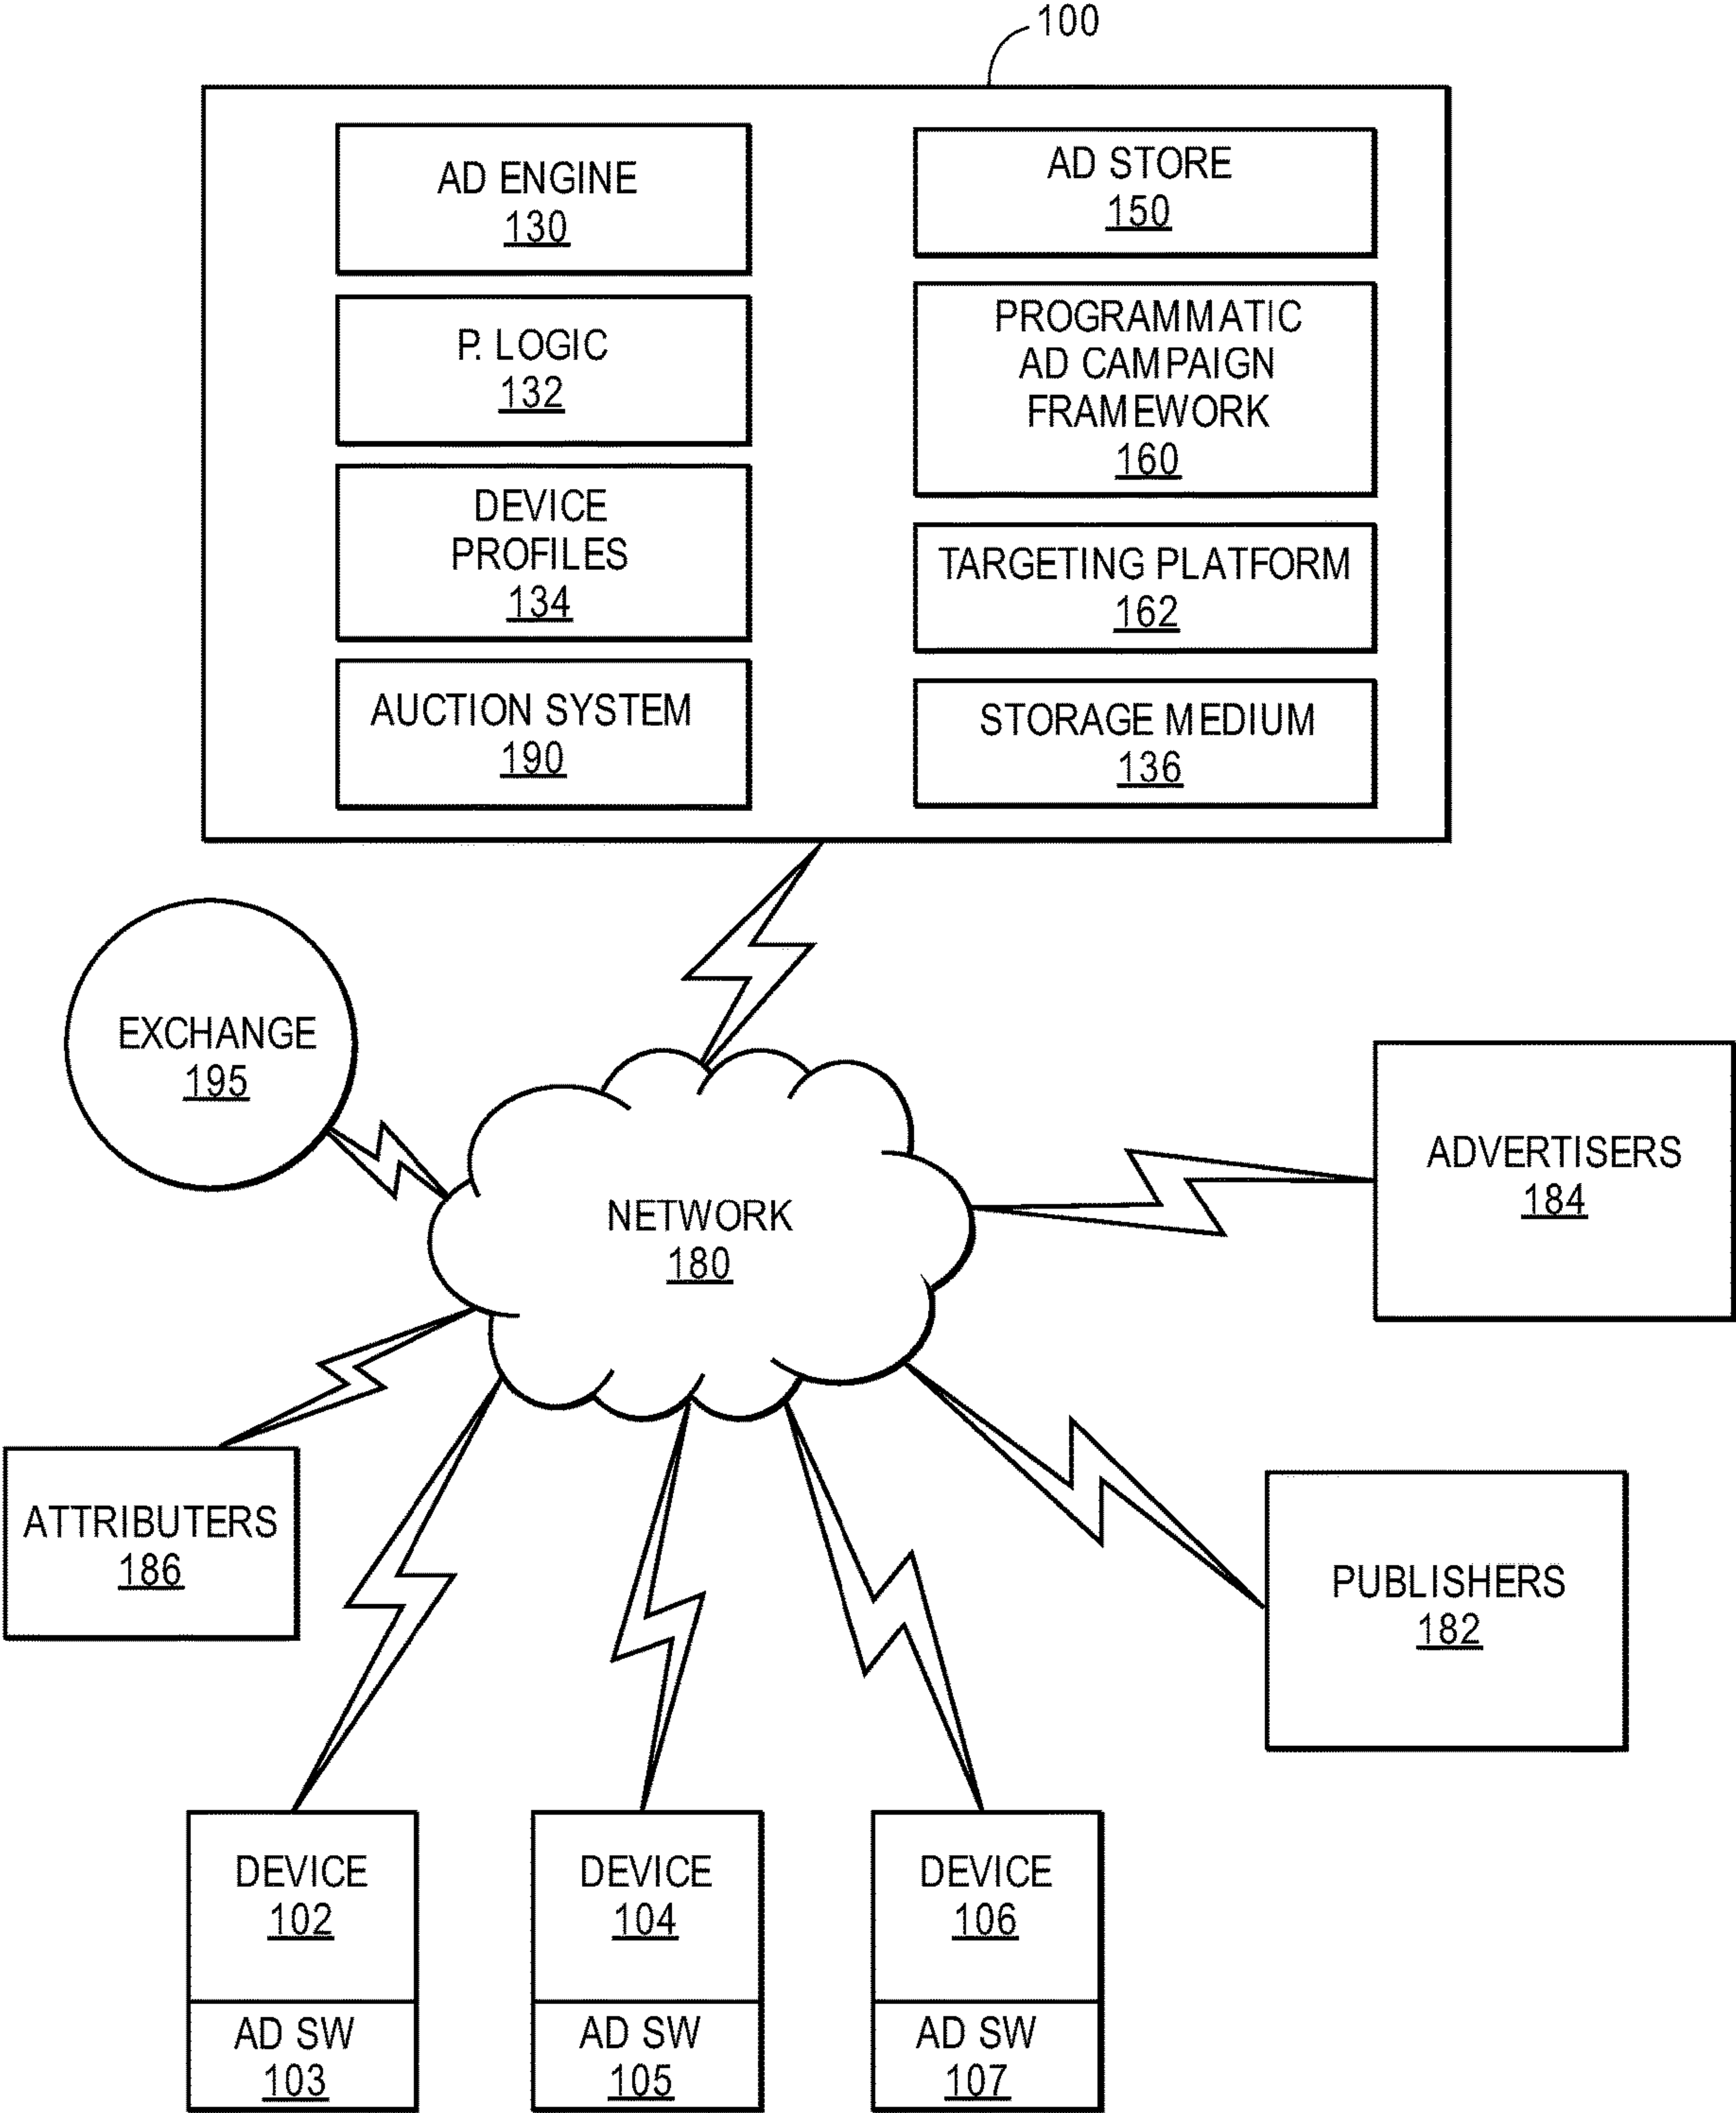 100
AD ENGINE
130
P. LOGIC
132
DEVICE
PROFILES
134
AUCTION SYSTEM
190
AD STORE
150
PROGRAMMATIC
AD CAMPAIGN
FRAMEWORK
160
TARGETING PLATFORM
162
STORAGE MEDIUM
136
EXCHANGE
195
NETWORK
180
ADVERTISERS
184
ATTRIBUTERS
186
PUBLISHERS
182
DEVICE
102
AD SW
103
DEVICE
104
AD SW
105
DEVICE
106
AD SW
107